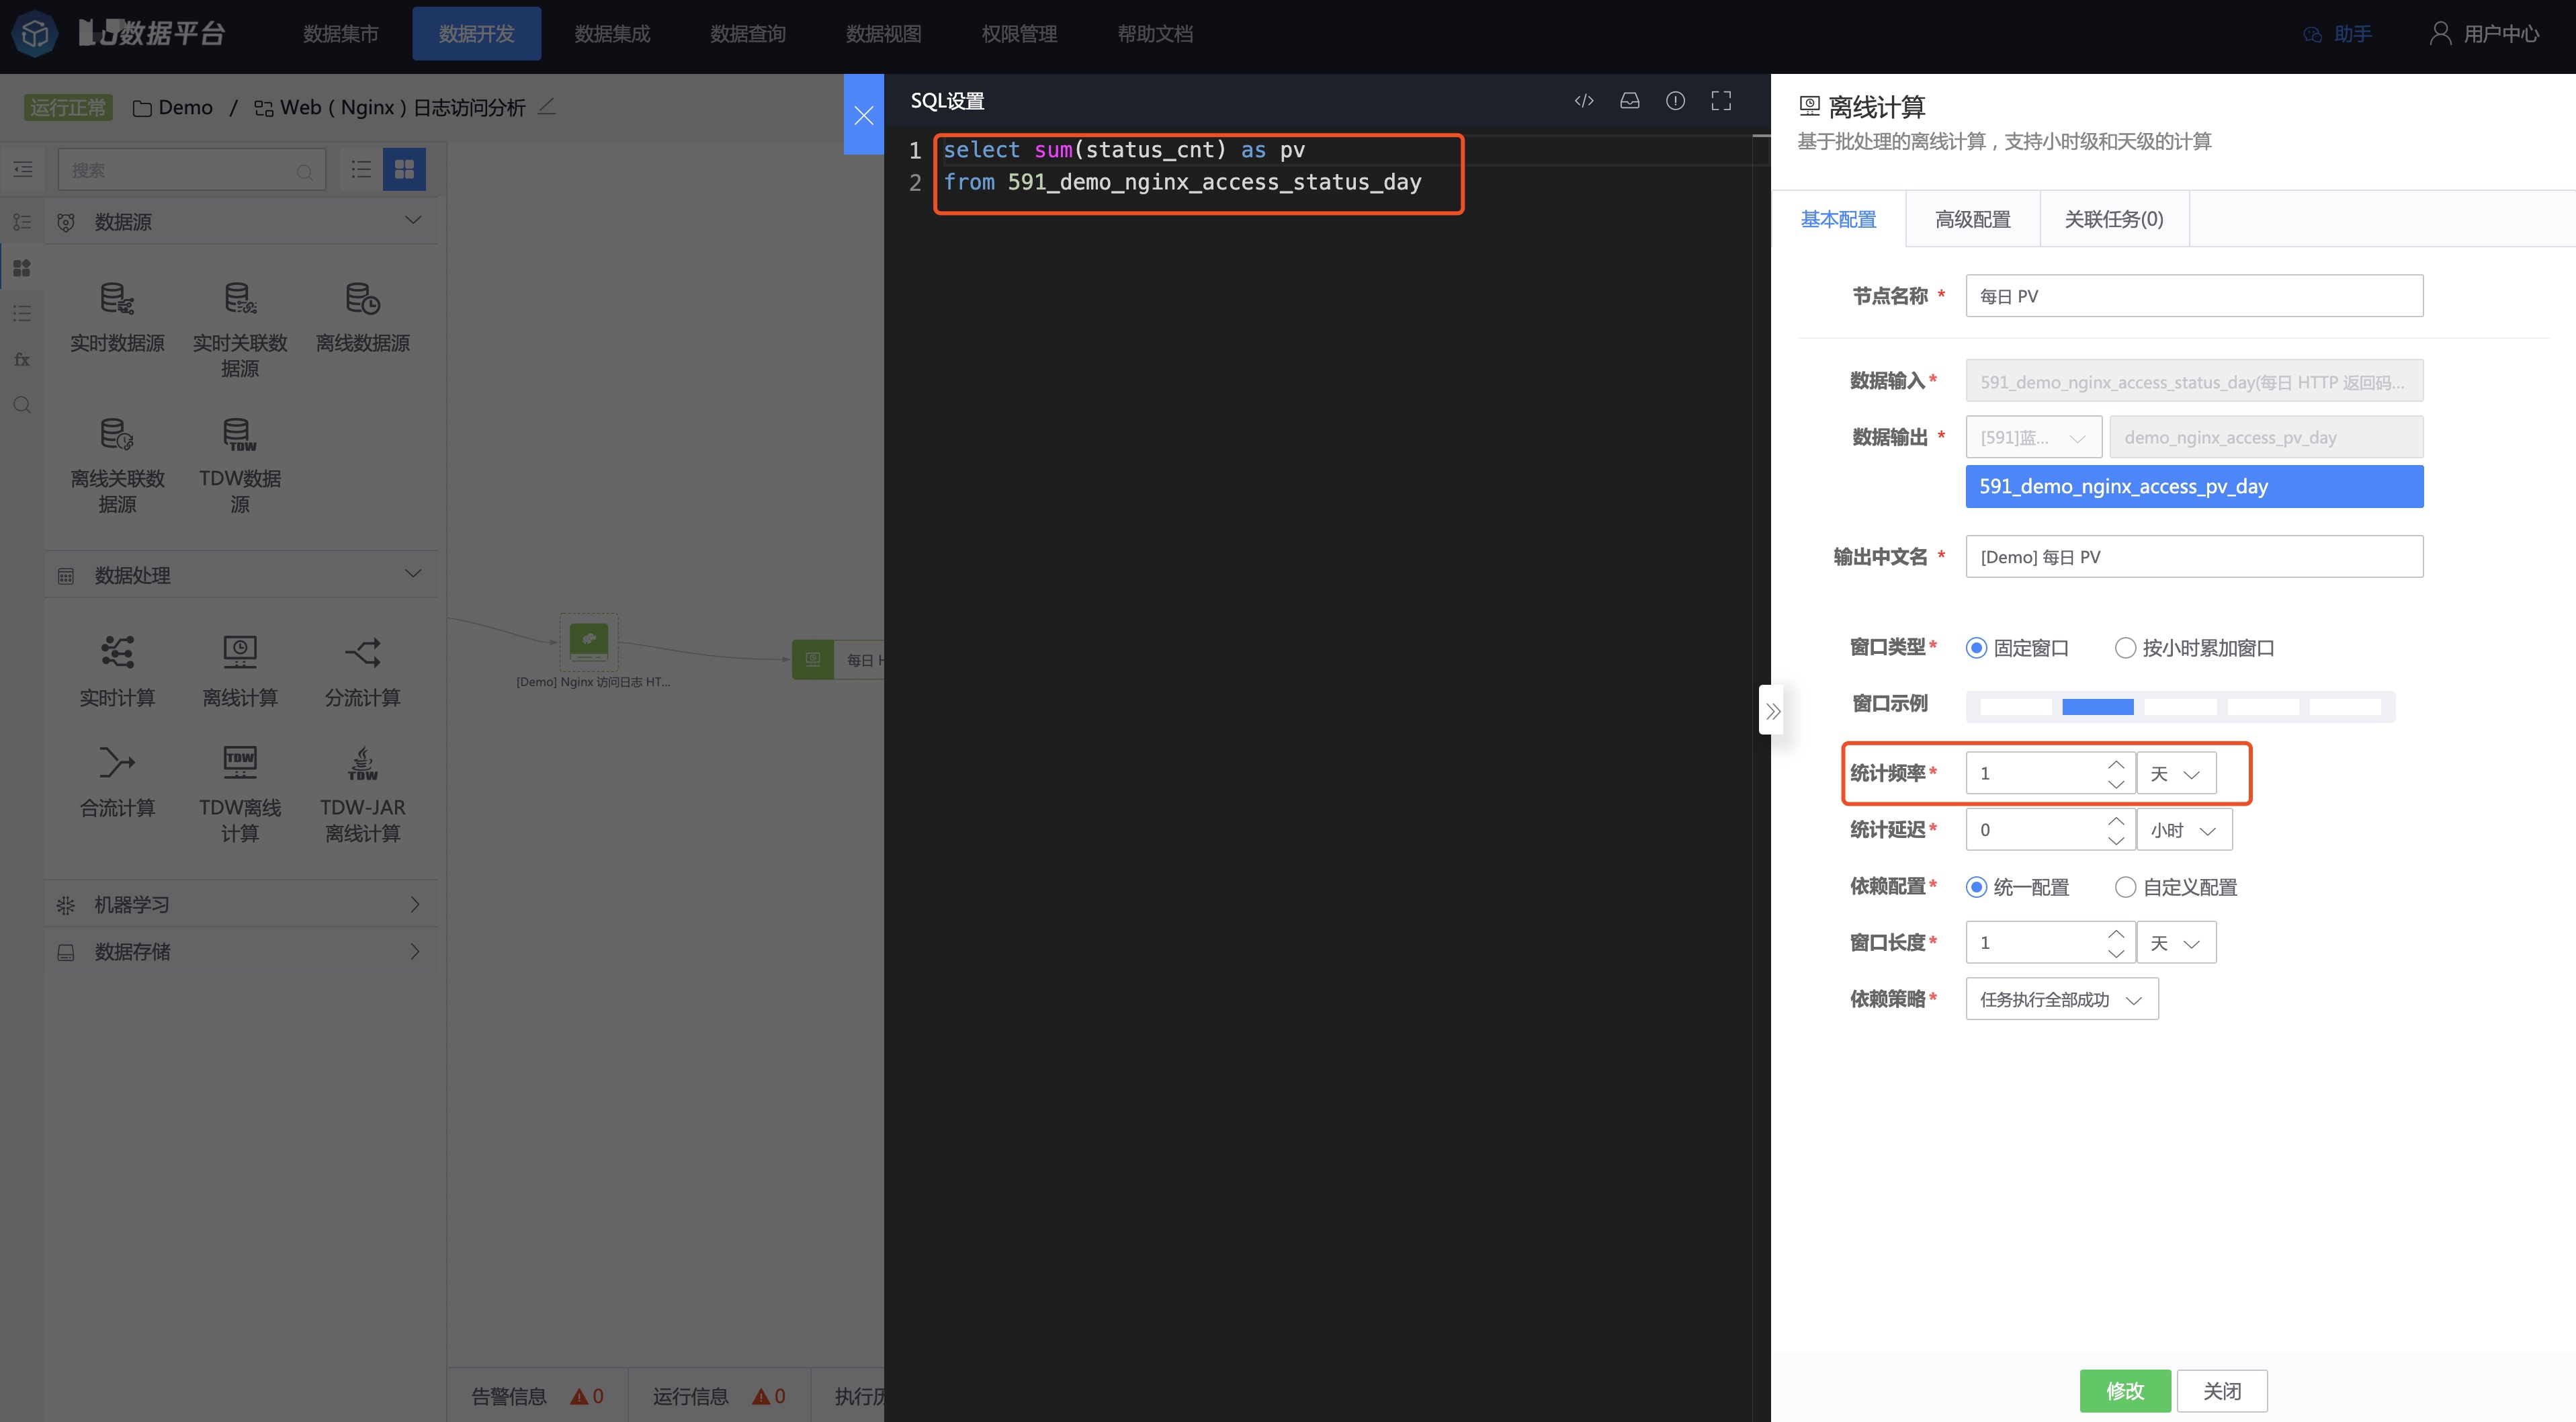 数据平台
数据集市
数据开发
数据集成
数据查询
数据视图
权限管理
帮助文档
助手
用户中心
运行正常
Demo / Web ( Nginx ) 日志访问分析
搜索
数据源
实时数据源
实时关联数据源
离线数据源
离线关联数据源
TDW
TDW数据源
数据处理
实时计算
离线计算
分流计算
合流计算
TDW
TDW离线计算
TDW
TDW-JAR离线计算
机器学习
数据存储
fx
[Demo] Nginx 访问日志 HT...
每日 H
告警信息 0
运行信息 0
执行历
SQL设置
1 select sum(status_cnt) as pv
2 from 591_demo_nginx_access_status_day
离线计算
基于批处理的离线计算，支持小时级和天级的计算
基本配置
高级配置
关联任务(0)
节点名称 * 每日 PV
数据输入* 591_demo_nginx_access_status_day(每日 HTTP 返回码...
数据输出 * [591]蓝... demo_nginx_access_pv_day
591_demo_nginx_access_pv_day
输出中文名 * [Demo] 每日 PV
窗口类型* 固定窗口 按小时累加窗口
窗口示例
统计频率* 1 天
统计延迟* 0 小时
依赖配置* 统一配置 自定义配置
窗口长度* 1 天
依赖策略* 任务执行全部成功
修改
关闭